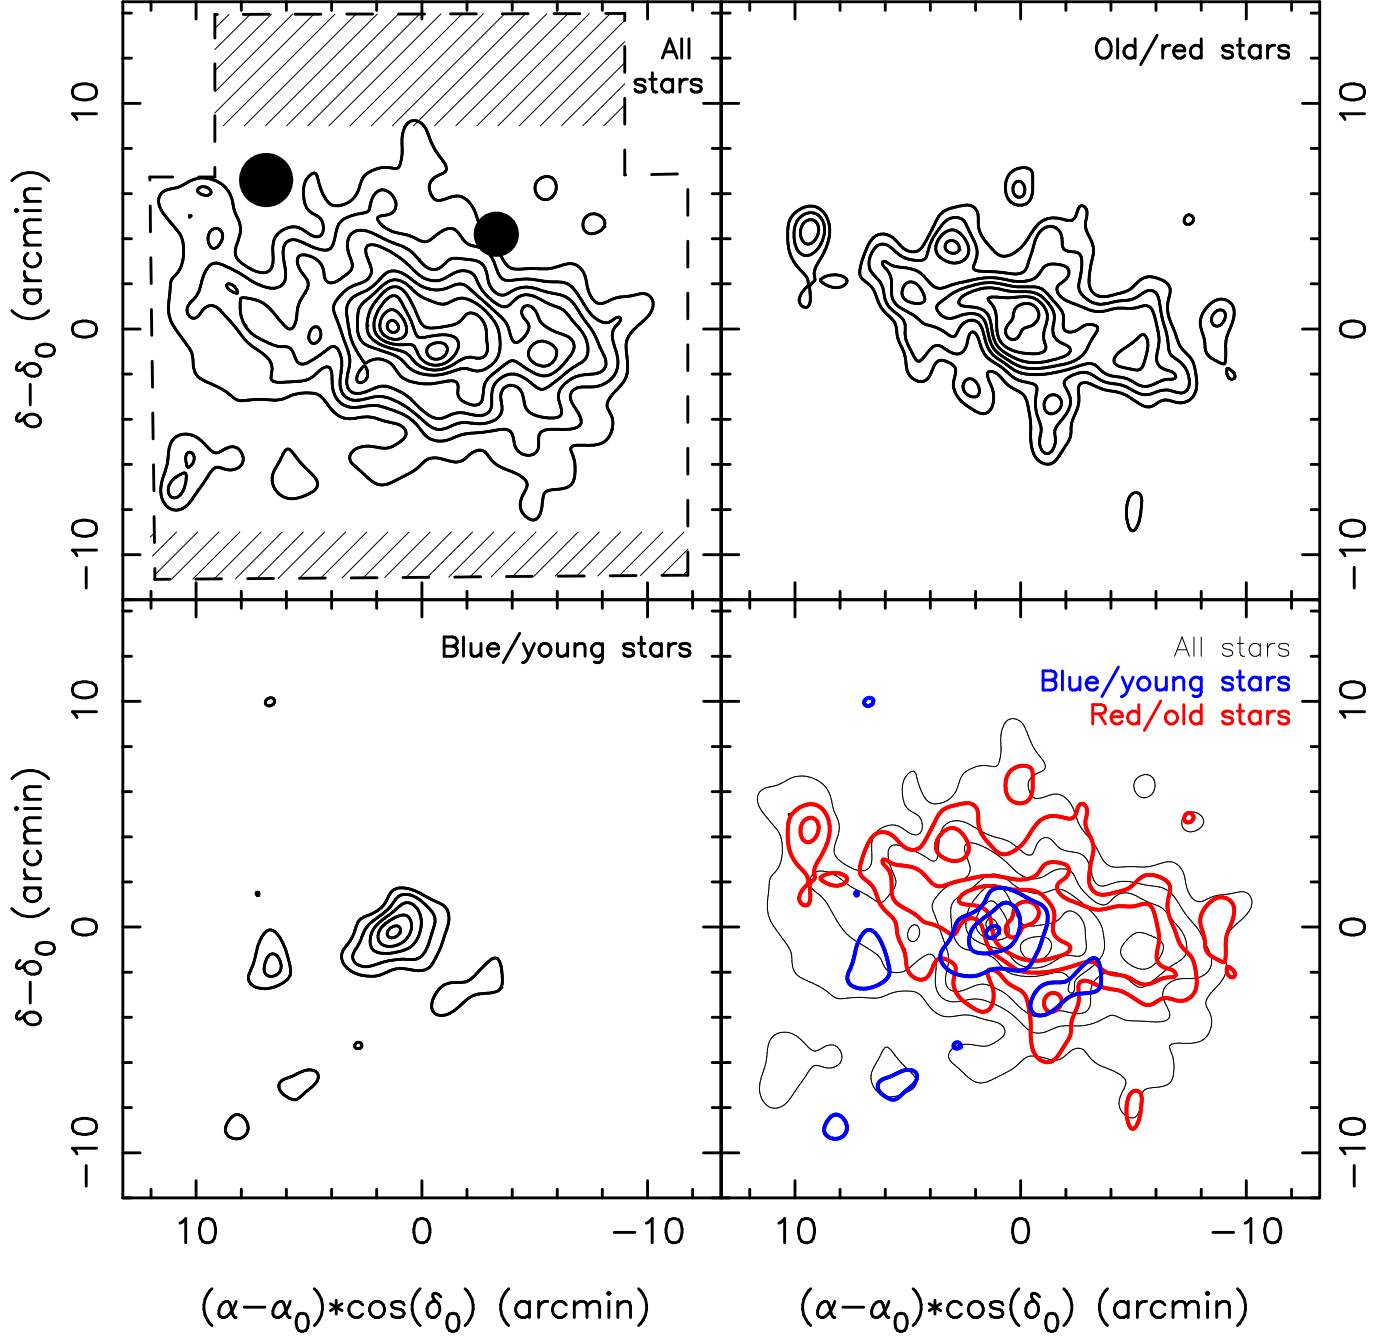 All
stars
Old/red stars
10
0
−10
δ−δ0 (arcmin)
10
0
−10
Blue/young stars
All stars
Blue/young stars
Red/old stars
10
0
−10
δ−δ0 (arcmin)
10
0
−10
10 0 −10
10 0 −10
(α−α0)*cos(δ0) (arcmin)
(α−α0)*cos(δ0) (arcmin)